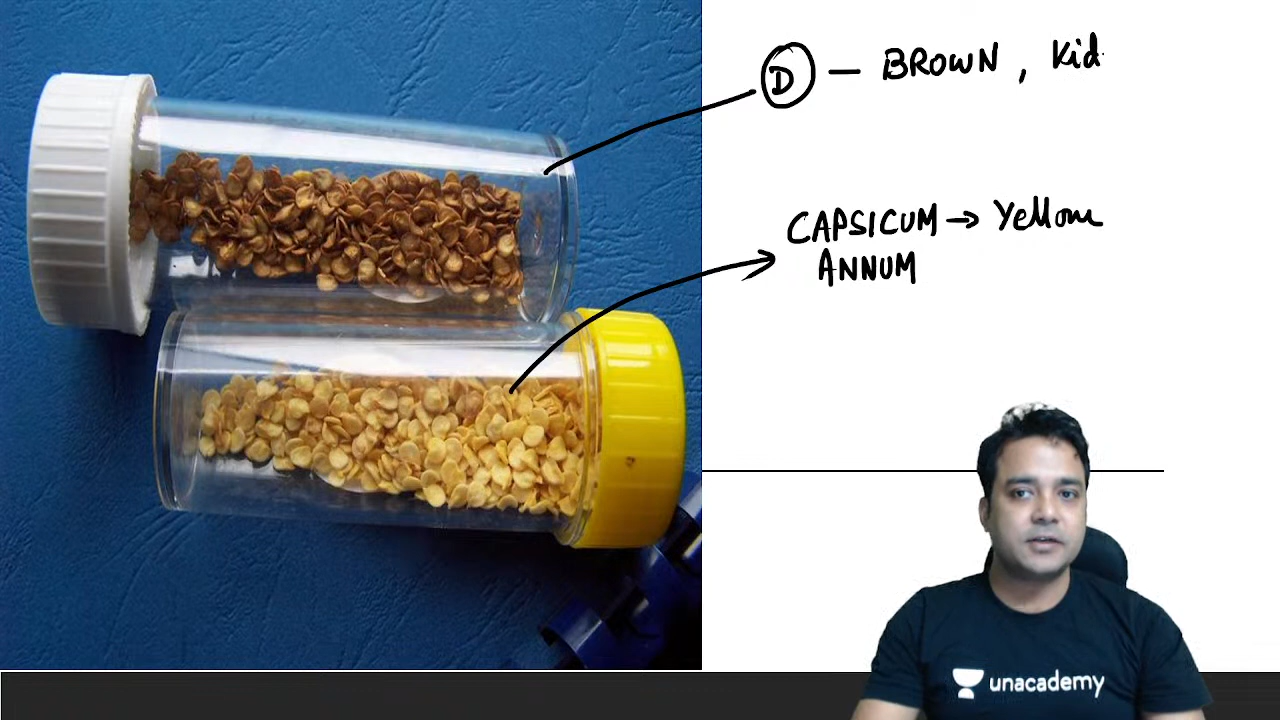 D — BROWN, Kid
CAPSICUM → Yellow
ANNUM
unacademy